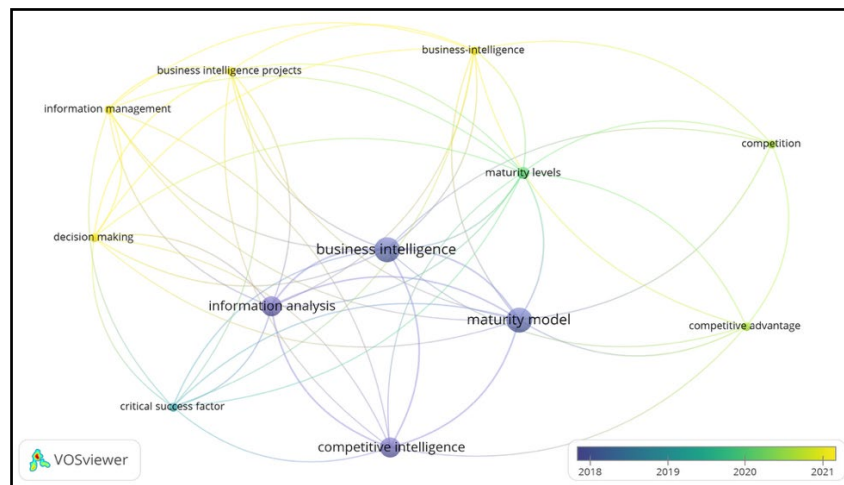 business-intelligence
business intelligence projects
information management
competition
maturity levels
decision making
business intelligence
information analysis
maturity model
competitive advantage
critical success factor
competitive intelligence
VOSviewer
2018 2019 2020 2021